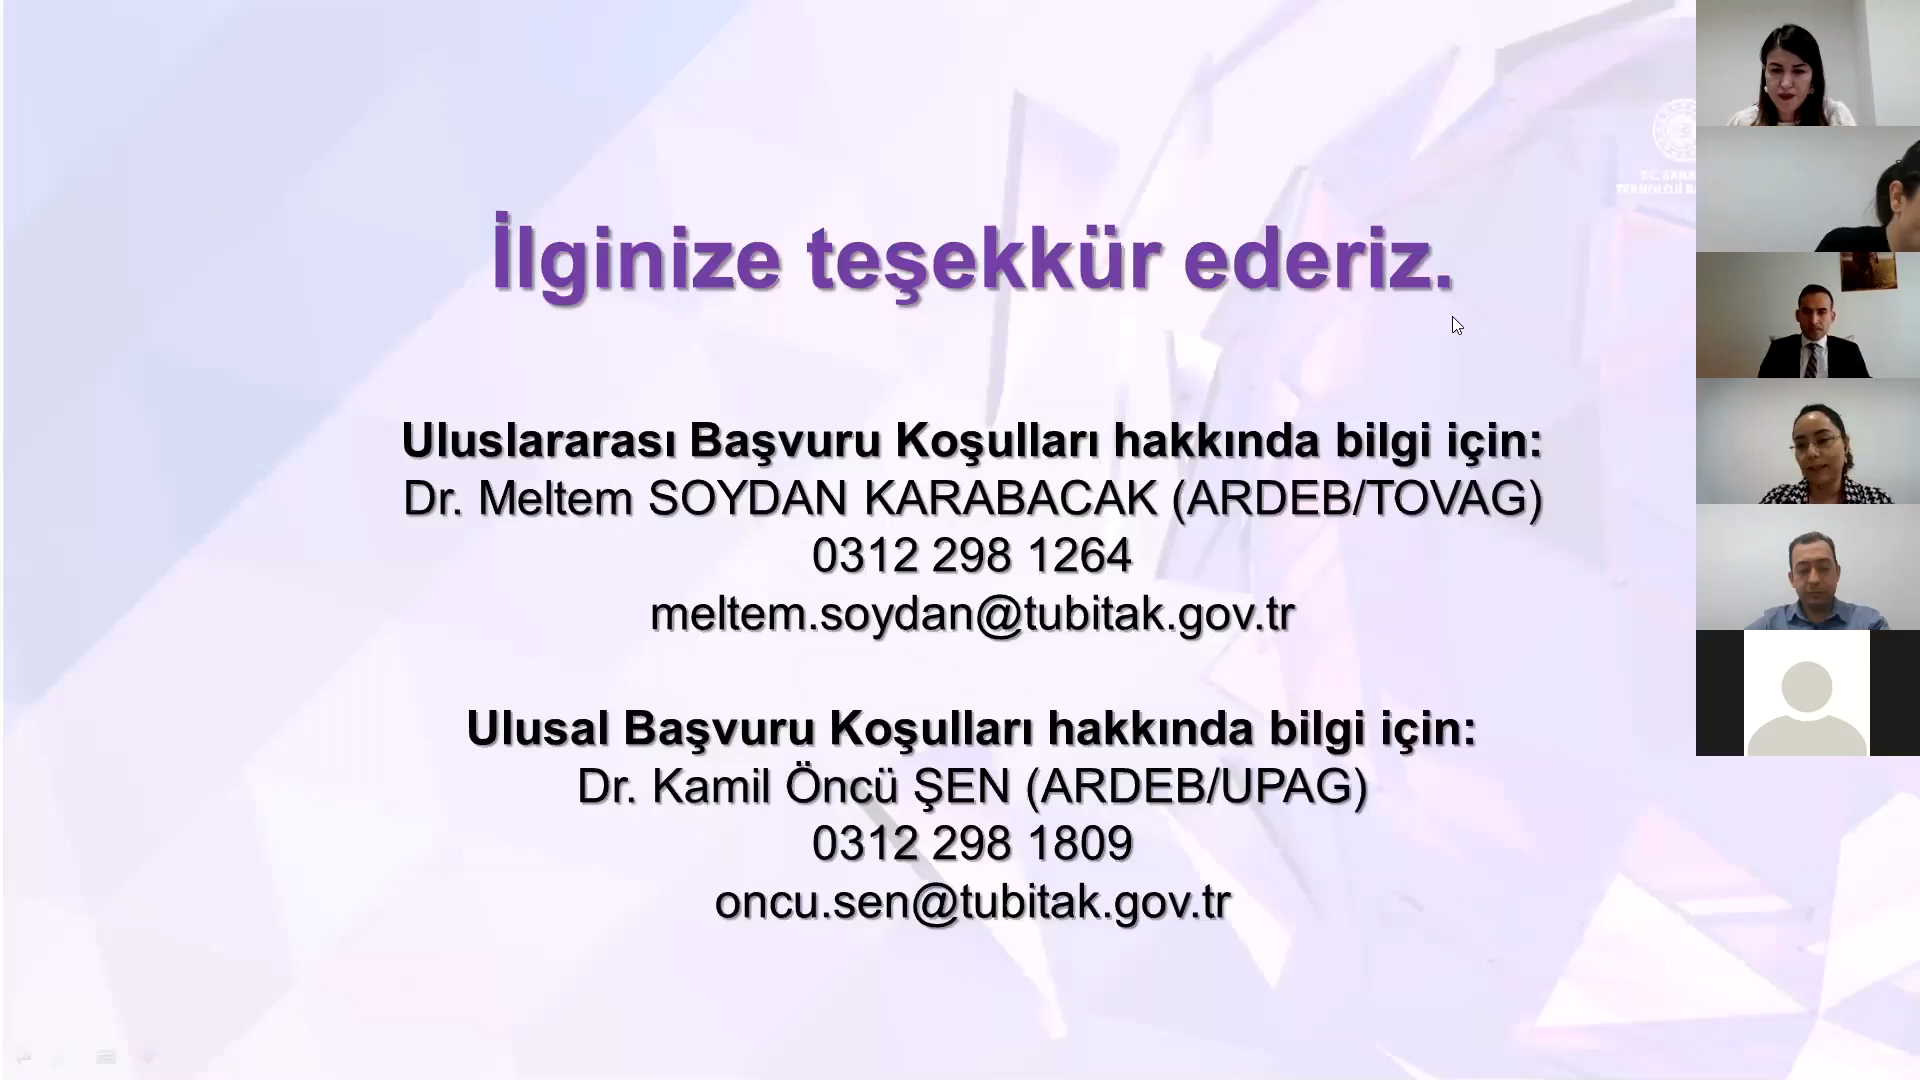 İlginize teşekkür ederiz.
Uluslararası Başvuru Koşulları hakkında bilgi için:
Dr. Meltem SOYDAN KARABACAK (ARDEB/TOVAG)
0312 298 1264
meltem.soydan@tubitak.gov.tr
Ulusal Başvuru Koşulları hakkında bilgi için:
Dr. Kamil Öncü ŞEN (ARDEB/UPAG)
0312 298 1809
oncu.sen@tubitak.gov.tr